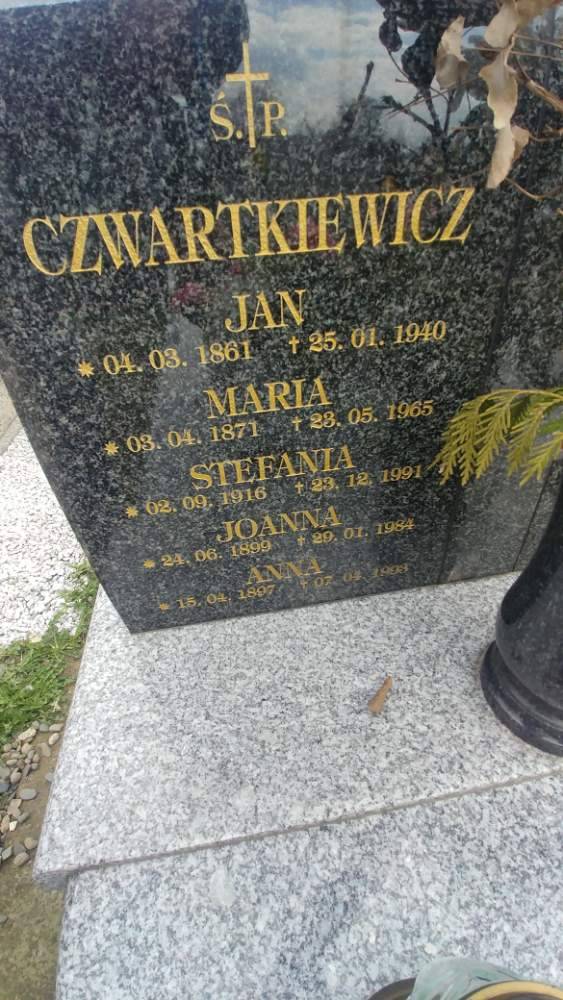 Ś. P.
CZWARTKIEWICZ
JAN
* 04. 03. 1861 † 25. 01. 1940
MARIA
* 03. 04. 1871 † 23. 05. 1965
STEFANIA
* 02. 09. 1916 † 23. 12. 1991
JOANNA
* 24. 06. 1899 † 29. 01. 1984
ANNA
* 15. 04. 1897 † 07. 04.